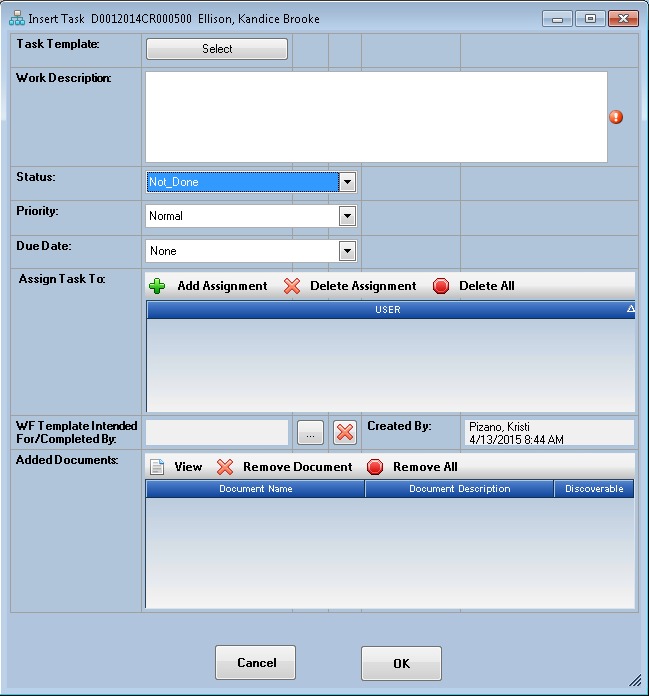 Insert Task  D0012014CR000500  Ellison, Kandice Brooke
Task Template: Select
Work Description:
Status: Not_Done
Priority: Normal
Due Date: None
Assign Task To: Add Assignment Delete Assignment Delete All
USER
WF Template Intended
For/Completed By: ... Created By: Pizano, Kristi
4/13/2015 8:44 AM
Added Documents: View Remove Document Remove All
Document Name Document Description Discoverable
Cancel OK